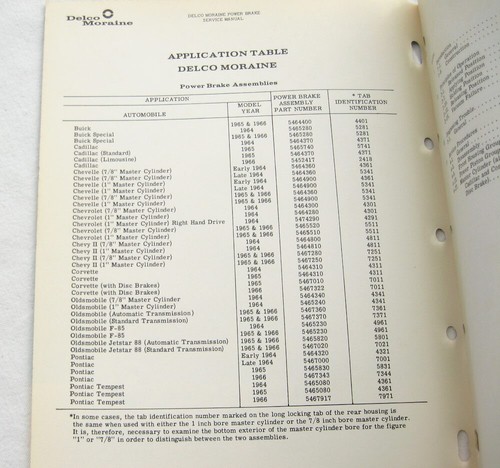 Delco
Moraine
DELCO MORAINE POWER BRAKE
SERVICE MANUAL
APPLICATION TABLE
DELCO MORAINE
Power Brake Assemblies
APPLICATION
POWER BRAKE
ASSEMBLY
PART NUMBER
* TAB
IDENTIFICATION
NUMBER
AUTOMOBILE
MODEL
YEAR
Buick 1965 & 1966 5464400 4401
Buick Special 1964 5465280 5281
Buick Special 1965 & 1966 5465280 5281
Cadillac 1964 5464370 4371
Cadillac (Standard) 1965 5465740 5741
Cadillac (Limousine) 1965 5464370 4371
Cadillac 1966 5452417 2416
Chevelle (7/8" Master Cylinder) Early 1964 5464360 4361
Chevelle (7/8" Master Cylinder) Late 1964 5464360 5341
Chevelle (1" Master Cylinder) Early 1964 5464900 4361
Chevelle (1" Master Cylinder) Late 1964 5464900 5341
Chevelle (7/8" Master Cylinder) 1965 & 1966 5464360 5341
Chevelle (1" Master Cylinder) 1965 & 1966 5464900 5341
Chevrolet (7/8" Master Cylinder) 1964 5464300 4301
Chevrolet (1" Master Cylinder) 1964 5464280 4301
Chevrolet (1" Master Cylinder) Right Hand Drive 1964 5474290 4291
Chevrolet (7/8" Master Cylinder) 1965 & 1966 5465520 5511
Chevrolet (1" Master Cylinder) 1965 & 1966 5465510 5511
Chevy II (7/8" Master Cylinder) 1964 5464800 4811
Chevy II (1" Master Cylinder) 1964 5464810 4811
Chevy II (7/8" Master Cylinder) 1965 & 1966 5467280 7251
Chevy II (1" Master Cylinder) 1965 & 1966 5467250 7251
Corvette 1964 5464310 4311
Corvette 1965 5464310 4311
Corvette (with Disc Brakes) 1965 5467010 7011
Corvette (with Disc Brakes) 1966 5467322 7011
Oldsmobile (7/8" Master Cylinder 1964 5464340 4341
Oldsmobile (1" Master Cylinder) 1964 5465240 4341
Oldsmobile (Automatic Transmission) 1965 & 1966 5467360 7361
Oldsmobile (Standard Transmission) 1965 & 1966 5467370 7371
Oldsmobile F-85 1964 5465230 4961
Oldsmobile F-85 1965 & 1966 5465230 4961
Oldsmobile Jetstar 88 (Automatic Transmission) 1965 & 1966 5465820 5801
Oldsmobile Jetstar 88 (Standard Transmission) 1965 & 1966 5467020 7021
Pontiac Early 1964 5464320 4321
Pontiac Late 1964 5467000 7001
Pontiac 1965 5465830 5831
Pontiac 1966 5467343 7344
Pontiac Tempest 1964 5465080 4361
Pontiac Tempest 1965 5465080 4361
Pontiac Tempest 1966 5467917 7971
*In some cases, the tab identification number marked on the long locking tab of the rear housing is
the same when used with either the 1 inch bore master cylinder or the 7/8 inch bore master cylinder.
It is, therefore, necessary to examine the bottom exterior of the master cylinder bore for the figure
"1" or "7/8" in order to distinguish between the two assemblies.